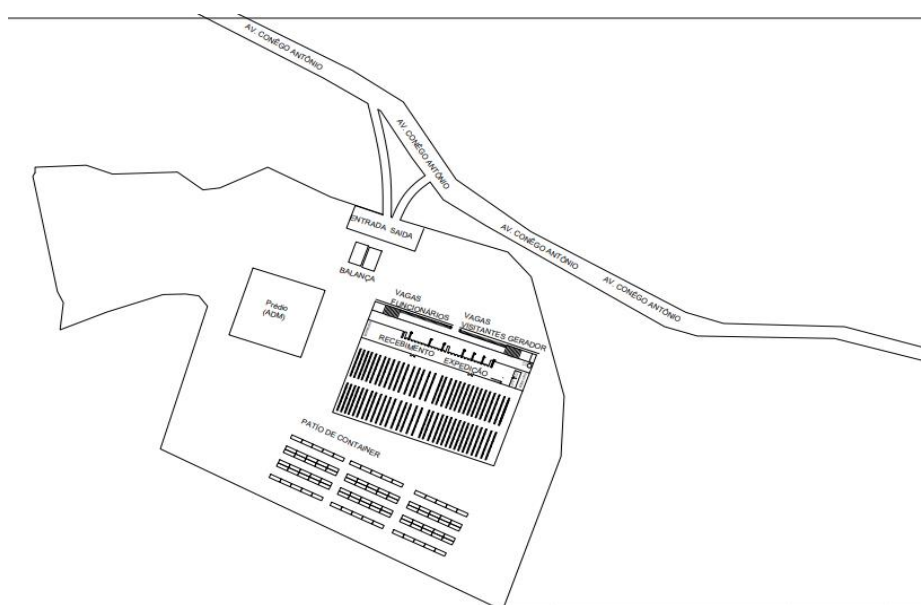 AV. CONÊGO ANTÔNIO
AV. CONÊGO ANTÔNIO
AV. CONÊGO ANTÔNIO
AV. CONÊGO ANTÔNIO
ENTRADA SAIDA
BALANÇA
Prédio
(ADM)
VAGAS
FUNCIONÁRIOS
VAGAS
VISITANTES GERADOR
RECEBIMENTO EXPEDIÇÃO
PATÍO DE CONTAINER